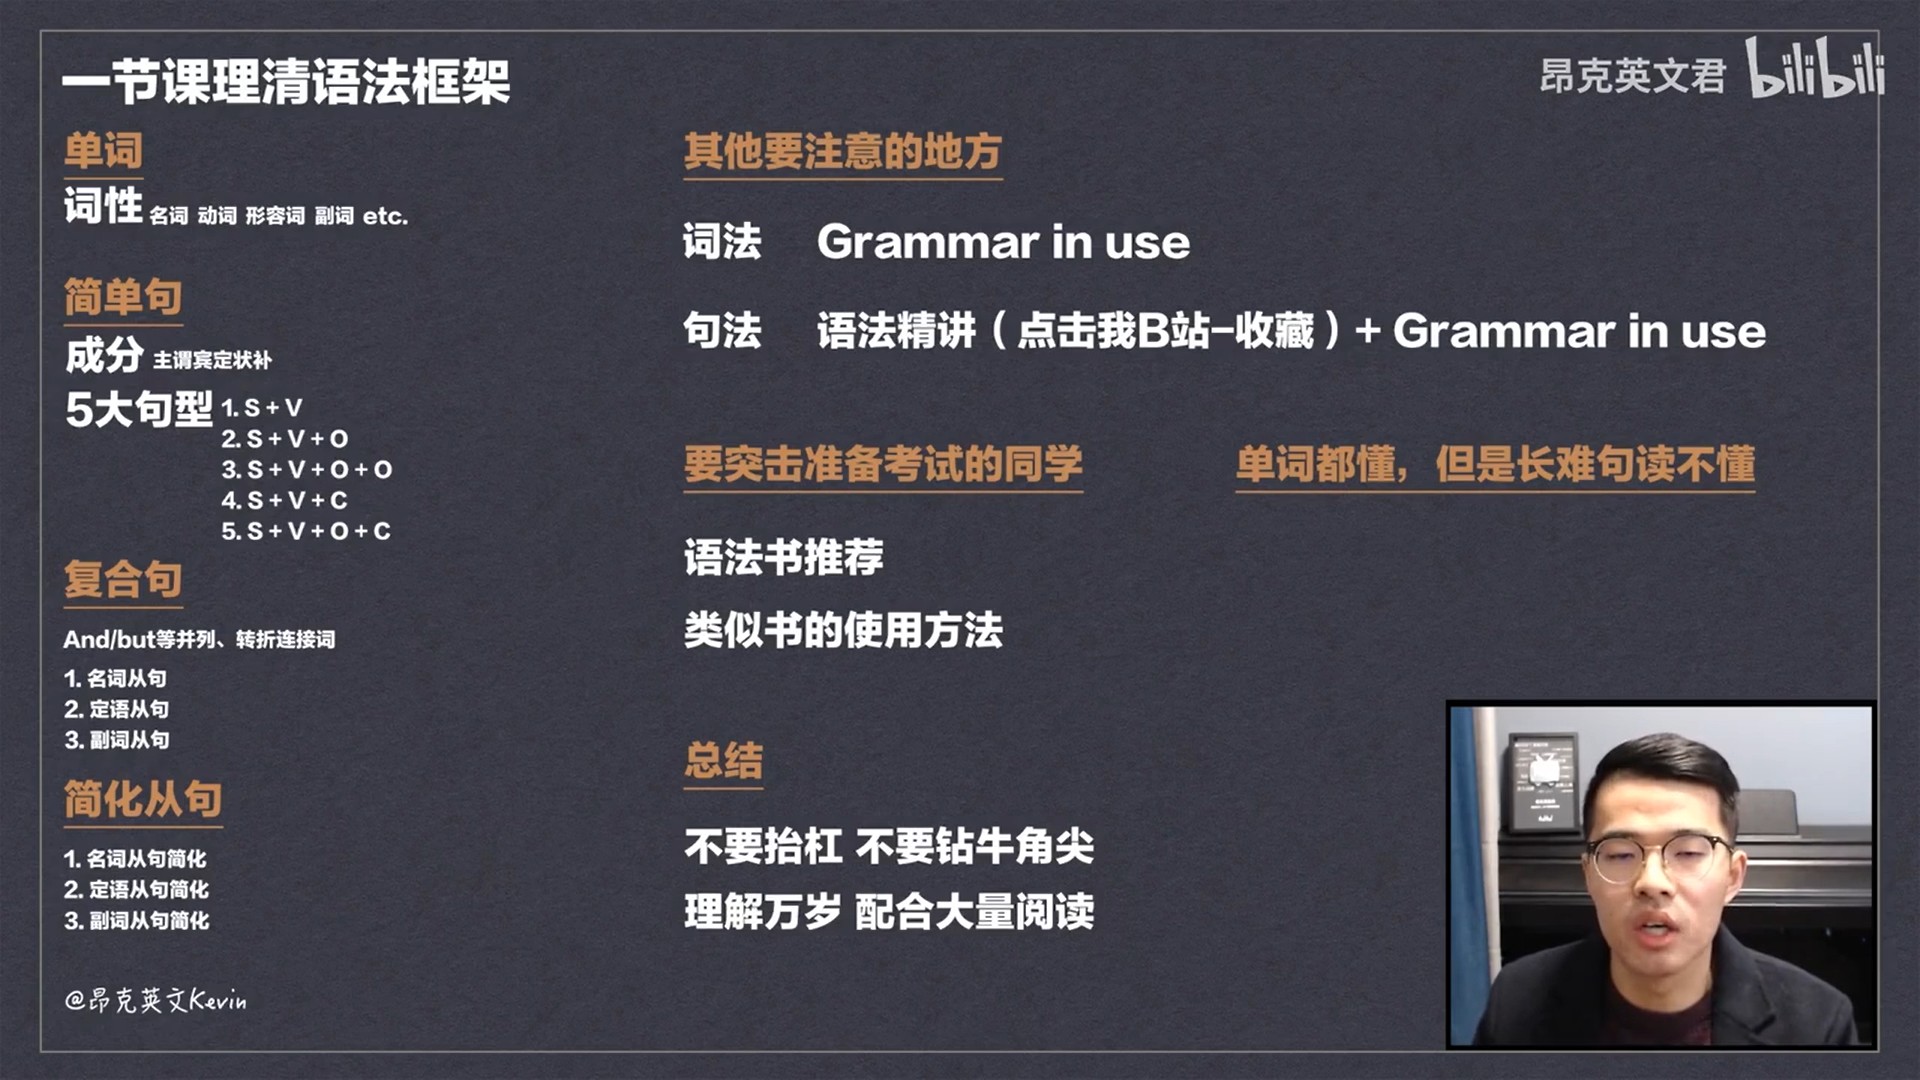 一节课理清语法框架
昂克英文君 bilibili
单词
词性 名词 动词 形容词 副词 etc.
简单句
成分 主谓宾定状补
5大句型 1. S + V
2. S + V + O
3. S + V + O + O
4. S + V + C
5. S + V + O + C
复合句
And/but等并列、转折连接词
1. 名词从句
2. 定语从句
3. 副词从句
简化从句
1. 名词从句简化
2. 定语从句简化
3. 副词从句简化
@昂克英文Kevin
其他要注意的地方
词法 Grammar in use
句法 语法精讲（点击我B站-收藏）+ Grammar in use
要突击准备考试的同学
语法书推荐
类似书的使用方法
单词都懂，但是长难句读不懂
总结
不要抬杠 不要钻牛角尖
理解万岁 配合大量阅读